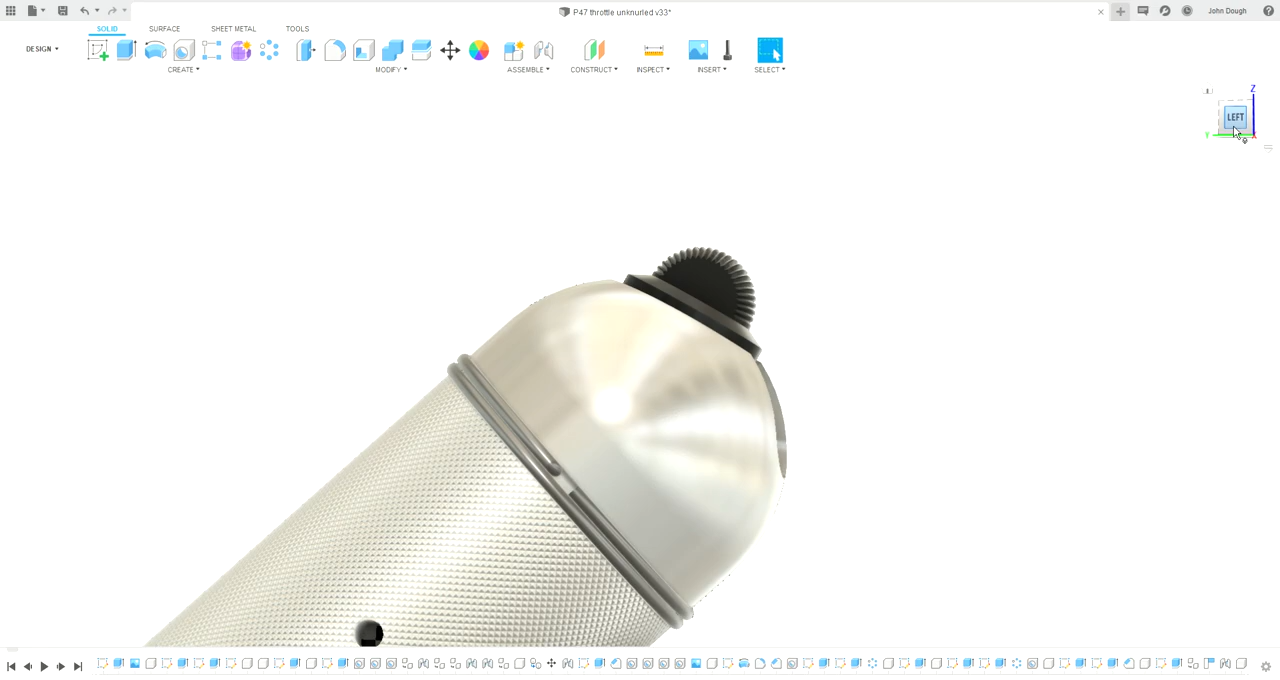 P47 throttle unknurled v33*
John Dough
SOLID SURFACE SHEET METAL TOOLS
DESIGN
CREATE MODIFY ASSEMBLE CONSTRUCT INSPECT INSERT SELECT
Z
LEFT
Y X